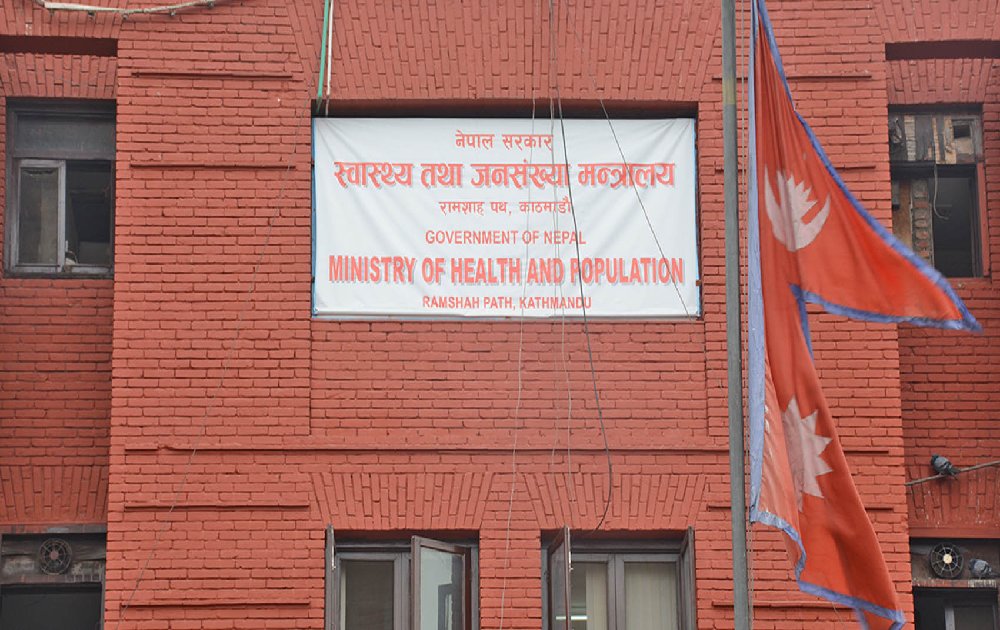 नेपाल सरकार
स्वास्थ्य तथा जनसंख्या मन्त्रालय
रामशाह पथ, काठमाडौं
GOVERNMENT OF NEPAL
MINISTRY OF HEALTH AND POPULATION
RAMSHAH PATH, KATHMANDU